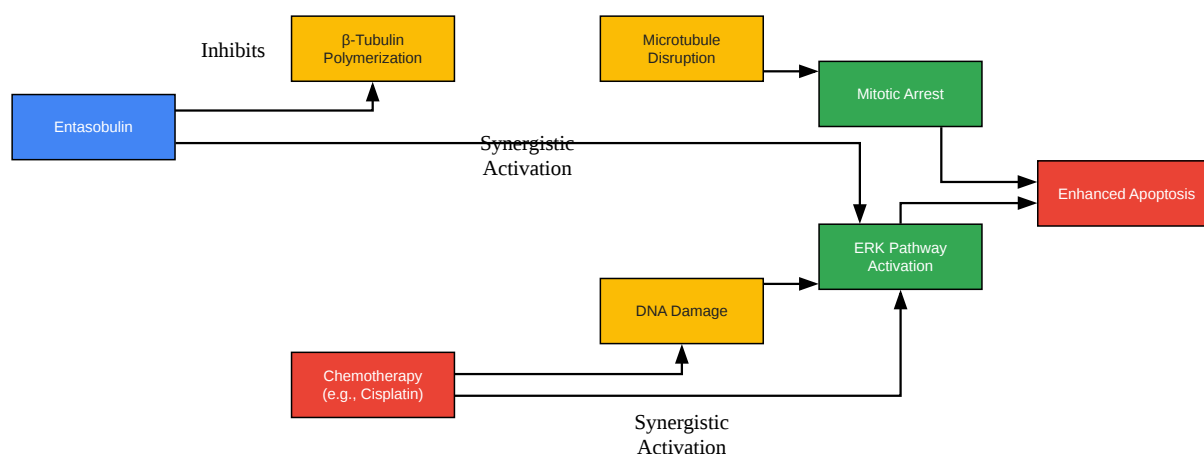 β-Tubulin
Polymerization
Microtubule
Disruption
Inhibits
Mitotic Arrest
Entasobulin
Synergistic
Activation
Enhanced Apoptosis
ERK Pathway
Activation
DNA Damage
Chemotherapy
(e.g., Cisplatin)
Synergistic
Activation